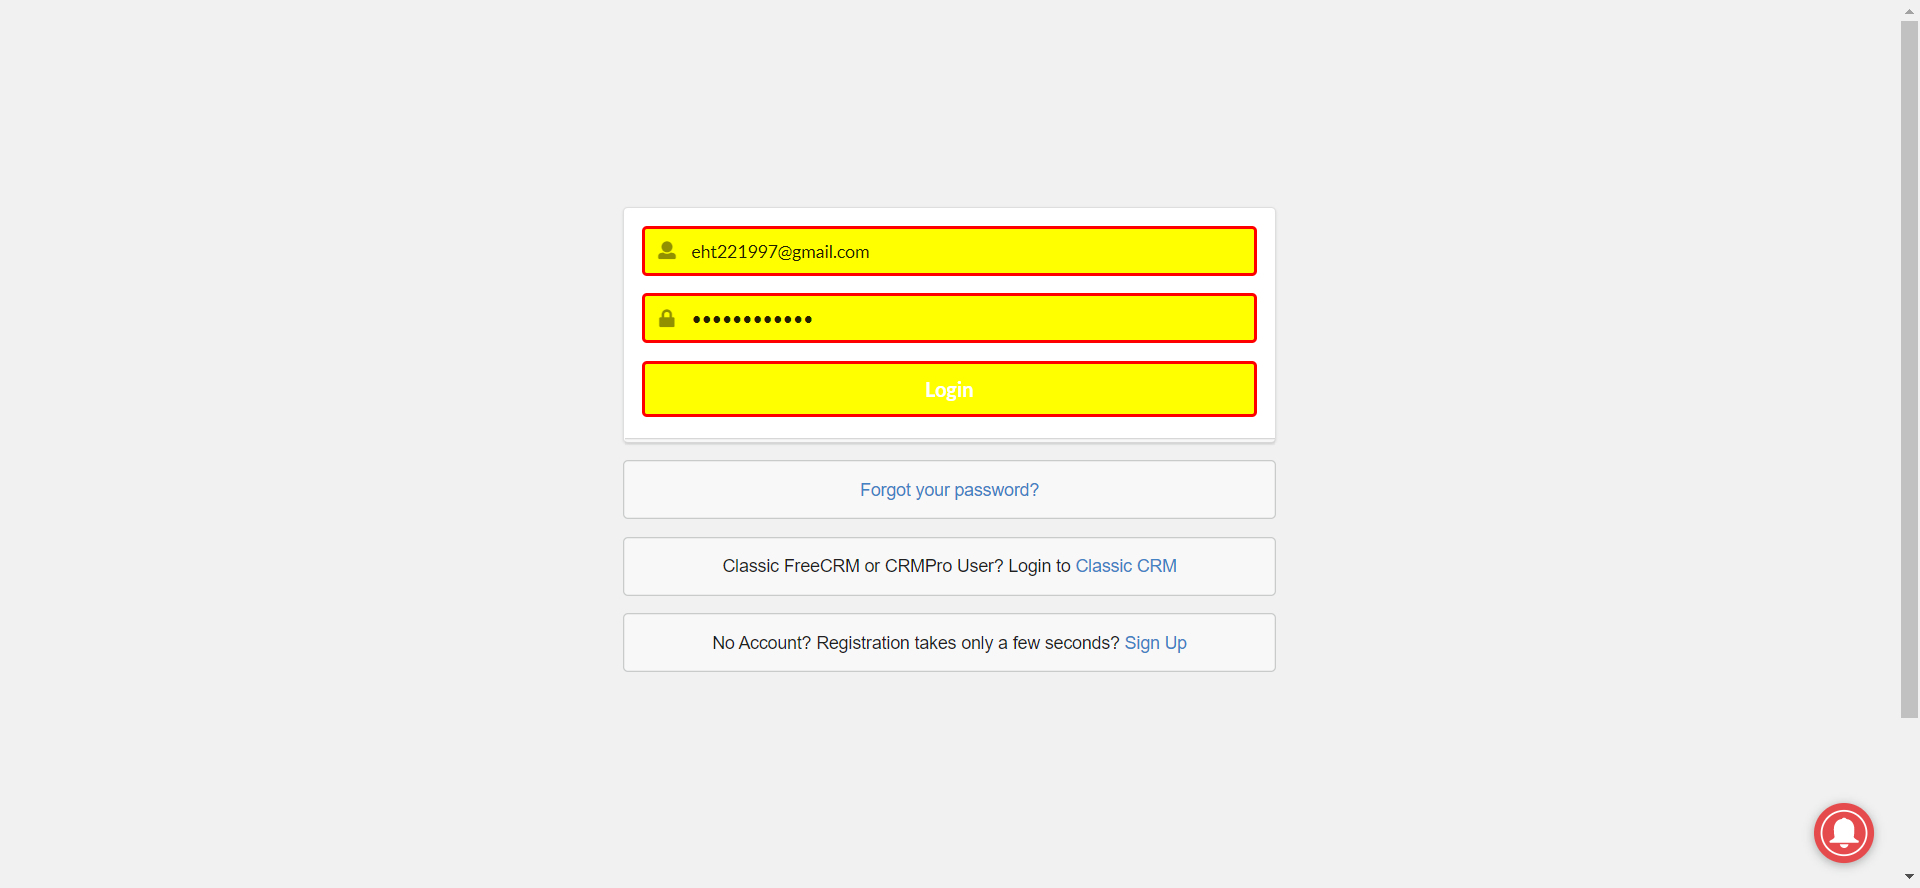 eht221997@gmail.com
••••••••••••
Login
Forgot your password?
Classic FreeCRM or CRMPro User? Login to Classic CRM
No Account? Registration takes only a few seconds? Sign Up